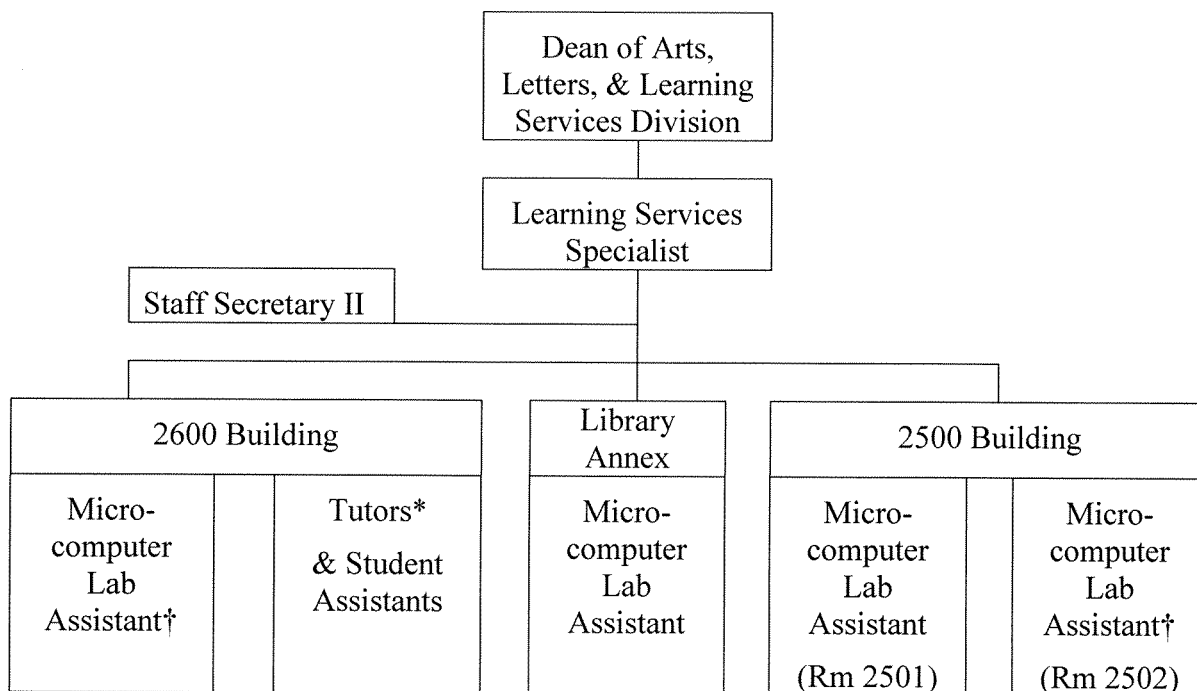 Dean of Arts,
Letters, & Learning
Services Division
Learning Services
Specialist
Staff Secretary II
2600 Building
Micro-
computer
Lab
Assistant†
Tutors*
& Student
Assistants
Library
Annex
Micro-
computer
Lab
Assistant
2500 Building
Micro-
computer
Lab
Assistant
(Rm 2501)
Micro-
computer
Lab
Assistant†
(Rm 2502)